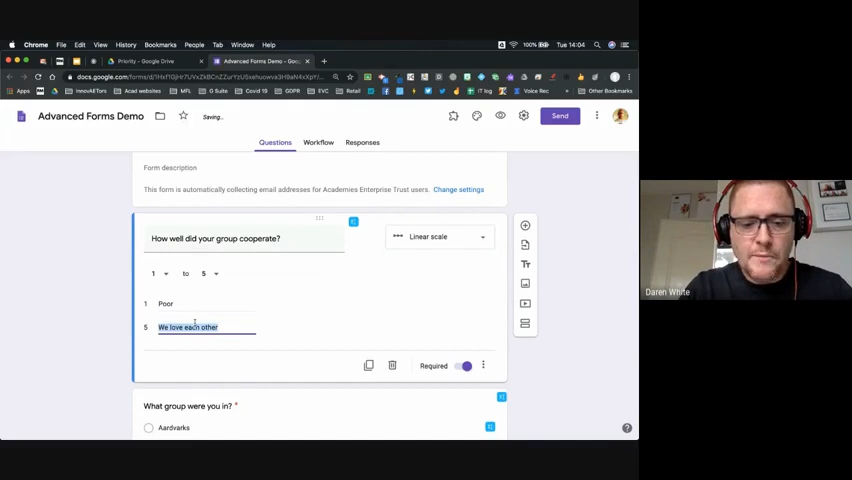 Chrome File Edit View History Bookmarks People Tab Window Help 100% Tue 14:04
Priority - Google Drive Advanced Forms Demo - Goog
Apps InnovAETors Acad websites MFL G Suite Covid 19 GDPR EVC Retail IT log Voice Rec Other Bookmarks
Advanced Forms Demo Saving... Send
Questions Workflow Responses
Form description
This form is automatically collecting email addresses for Academies Enterprise Trust users. Change settings
How well did your group cooperate? Linear scale
1 to 5
1 Poor
5 We love each other
Required
What group were you in? *
Aardvarks
Daren White